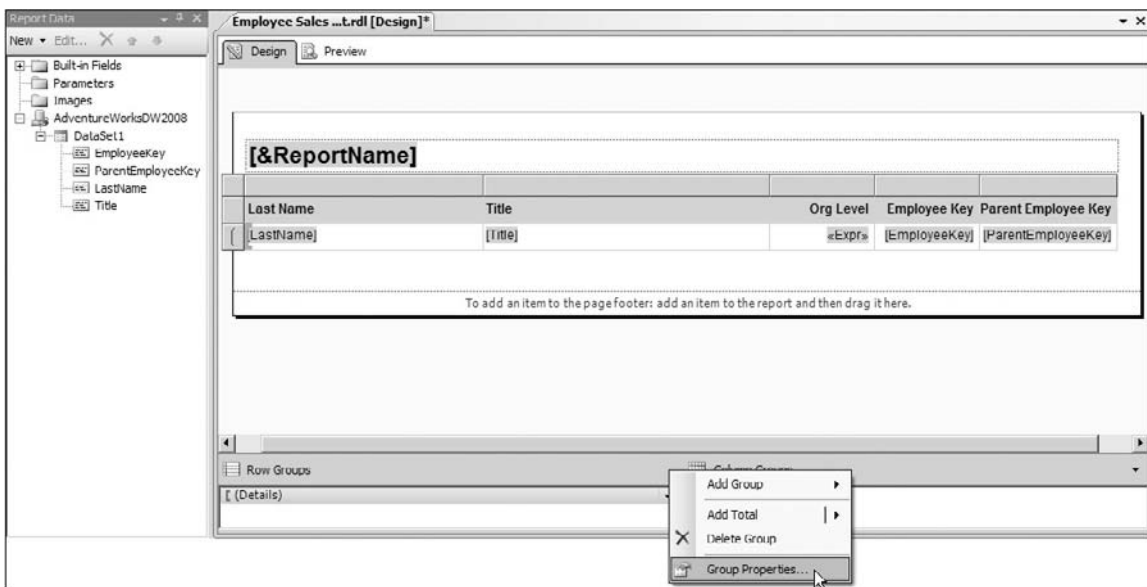 Report Data
New Edit...
Built-in Fields
Parameters
Images
AdventureWorksDW2008
DataSet1
EmployeeKey
ParentEmployeeKey
LastName
Title
Employee Sales ...t.rdl [Design]*
Design Preview
[&ReportName]
Last Name Title Org Level Employee Key Parent Employee Key
[LastName] [Title] «Expr» [EmployeeKey] [ParentEmployeeKey]
To add an item to the page footer: add an item to the report and then drag it here.
Row Groups
(Details)
Add Group
Add Total
Delete Group
Group Properties...